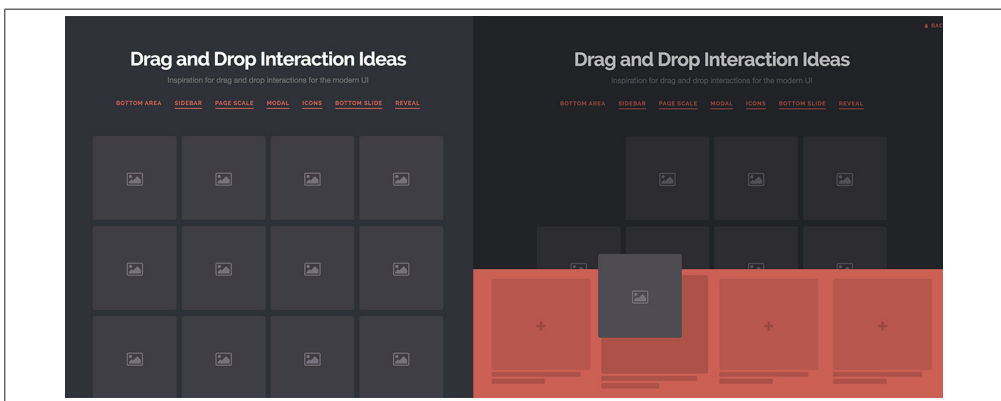 Drag and Drop Interaction Ideas
Inspiration for drag and drop interactions for the modern UI
BOTTOM AREA SIDEBAR PAGE SCALE MODAL ICONS BOTTOM SLIDE REVEAL
BAC
Drag and Drop Interaction Ideas
Inspiration for drag and drop interactions for the modern UI
BOTTOM AREA SIDEBAR PAGE SCALE MODAL ICONS BOTTOM SLIDE REVEAL